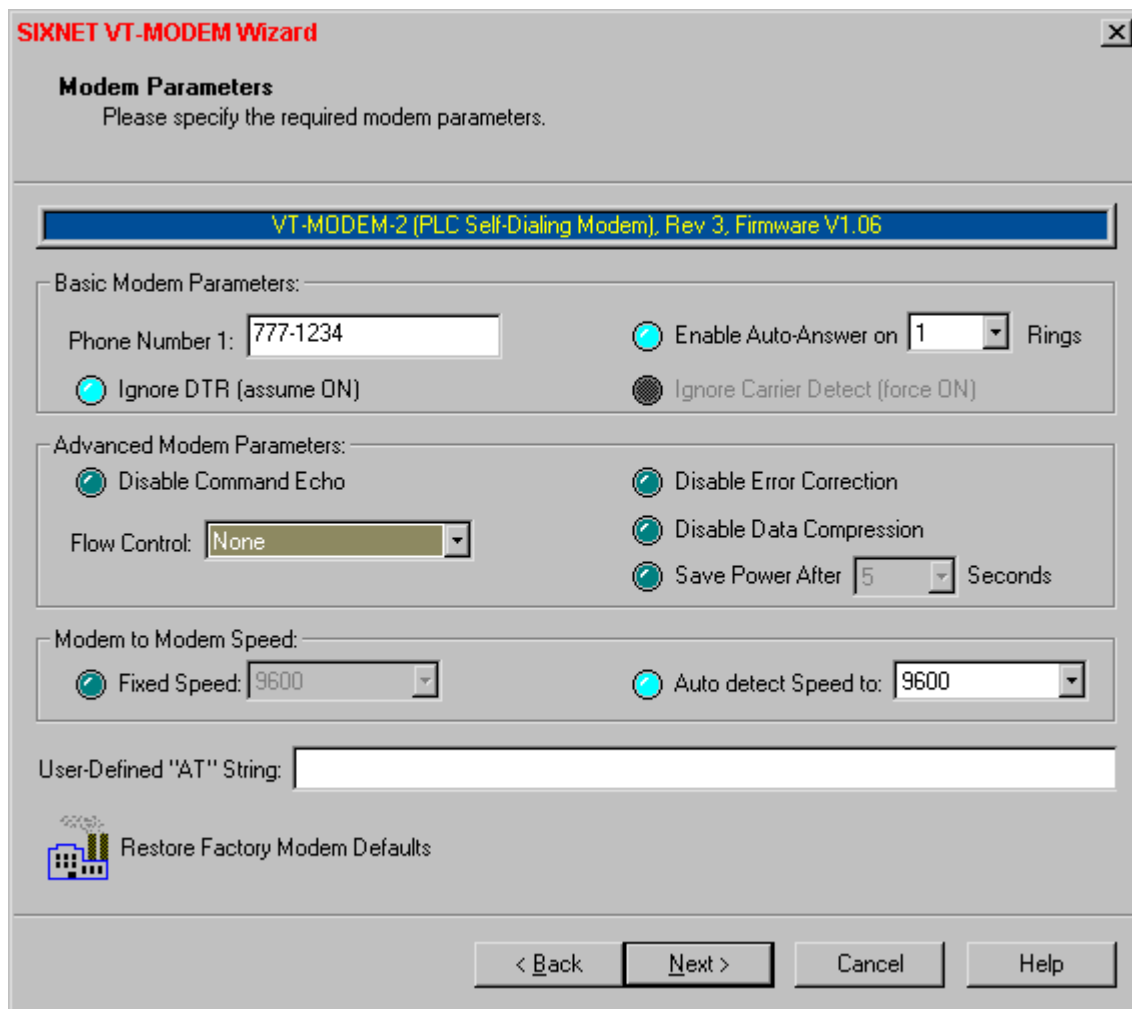 SIXNET VT-MODEM Wizard
Modem Parameters
Please specify the required modem parameters.
VT-MODEM-2 (PLC Self-Dialing Modem), Rev 3, Firmware V1.06
Basic Modem Parameters:
Phone Number 1: 777-1234
Enable Auto-Answer on 1 Rings
Ignore DTR (assume ON)
Ignore Carrier Detect (force ON)
Advanced Modem Parameters:
Disable Command Echo
Disable Error Correction
Flow Control: None
Disable Data Compression
Save Power After 5 Seconds
Modem to Modem Speed:
Fixed Speed: 9600
Auto detect Speed to: 9600
User-Defined "AT" String:
Restore Factory Modem Defaults
< Back
Next >
Cancel
Help